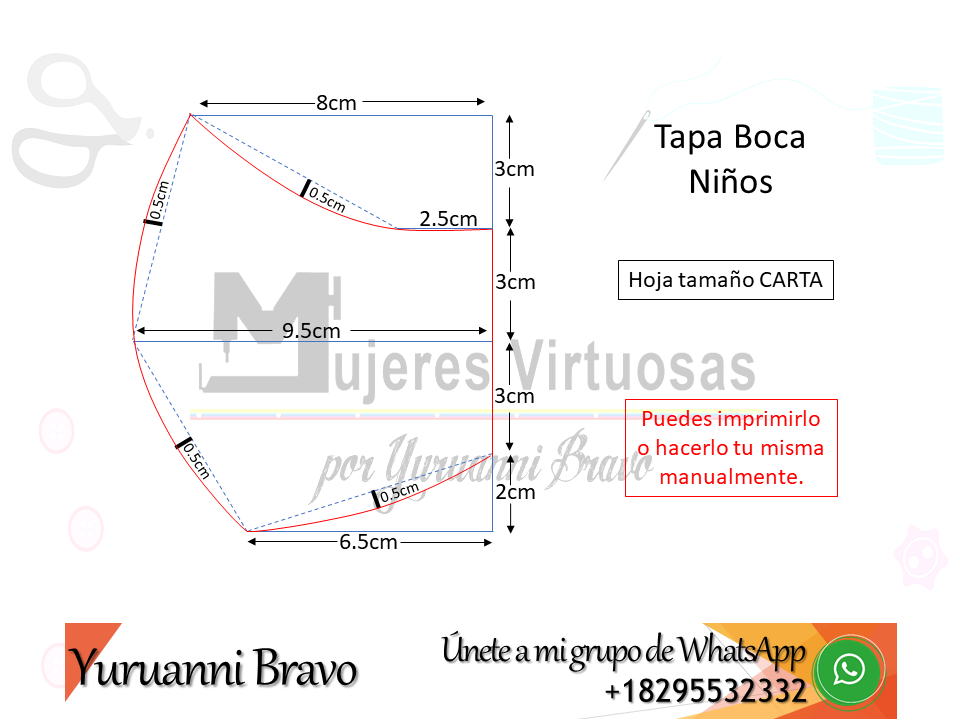 8cm
Tapa Boca
Niños
3cm
0.5cm
0.5cm
2.5cm
3cm
Hoja tamaño CARTA
9.5cm
Mujeres Virtuosas
3cm
Puedes imprimirlo
o hacerlo tu misma
manualmente.
por Yuruanni Bravo
0.5cm
0.5cm
2cm
6.5cm
Yuruanni Bravo
Únete a mi grupo de WhatsApp
+18295532332